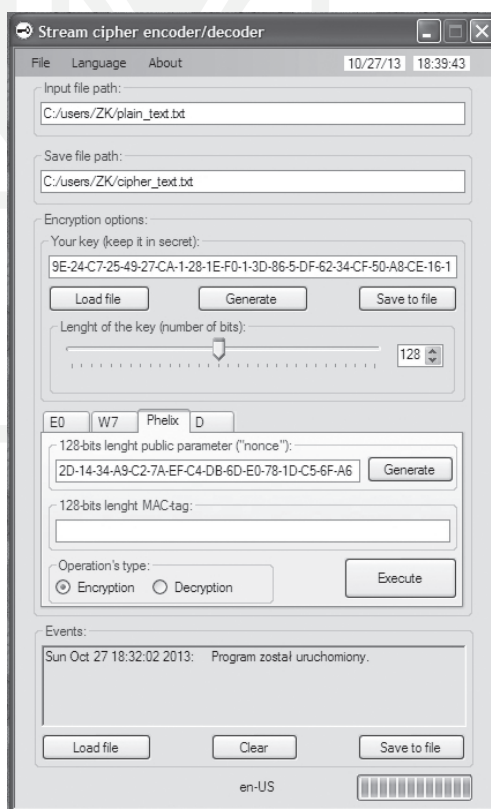 Stream cipher encoder/decoder
File Language About 10/27/13 18:39:43
Input file path:
C:/users/ZK/plain_text.txt
Save file path:
C:/users/ZK/cipher_text.txt
Encryption options:
Your key (keep it in secret):
9E-24-C7-25-49-27-CA-1-28-1E-F0-1-3D-86-5-DF-62-34-CF-50-A8-CE-16-1
Load file Generate Save to file
Lenght of the key (number of bits):
128
E0 W7 Phelix D
128-bits lenght public parameter ("nonce"):
2D-14-34-A9-C2-7A-EF-C4-DB-6D-E0-78-1D-C5-6F-A6 Generate
128-bits lenght MAC-tag:
Operation's type:
Encryption Decryption Execute
Events:
Sun Oct 27 18:32:02 2013: Program został uruchomiony.
Load file Clear Save to file
en-US